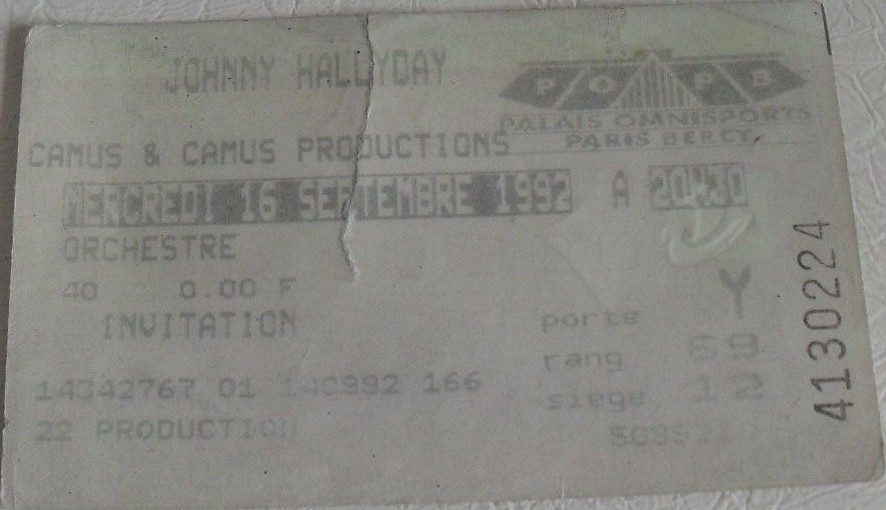 JOHNNY HALLYDAY
POPB
PALAIS OMNISPORTS
PARIS BERCY
CAMUS & CAMUS PRODUCTIONS
MERCREDI 16 SEPTEMBRE 1992 A 20H30
ORCHESTRE
40 0.00 F
INVITATION
porte Y
rang 69
siege 12
14342767 01 140992 166
22 PRODUCTION
4130224